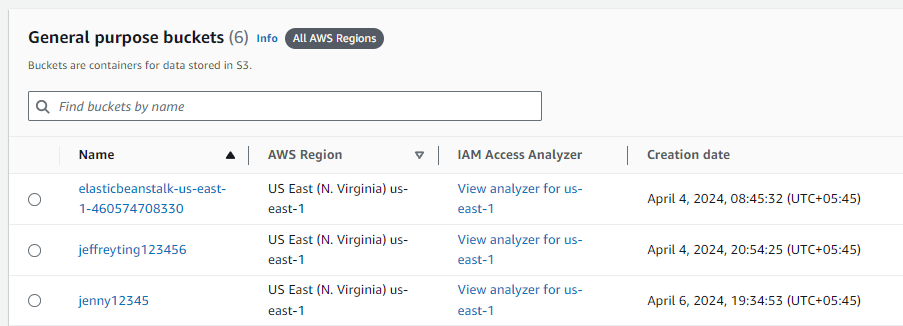 General purpose buckets (6) Info All AWS Regions
Buckets are containers for data stored in S3.
Find buckets by name
Name AWS Region IAM Access Analyzer Creation date
elasticbeanstalk-us-east-
1-460574708330
US East (N. Virginia) us-
east-1
View analyzer for us-
east-1
April 4, 2024, 08:45:32 (UTC+05:45)
jeffreyting123456
US East (N. Virginia) us-
east-1
View analyzer for us-
east-1
April 4, 2024, 20:54:25 (UTC+05:45)
jenny12345
US East (N. Virginia) us-
east-1
View analyzer for us-
east-1
April 6, 2024, 19:34:53 (UTC+05:45)